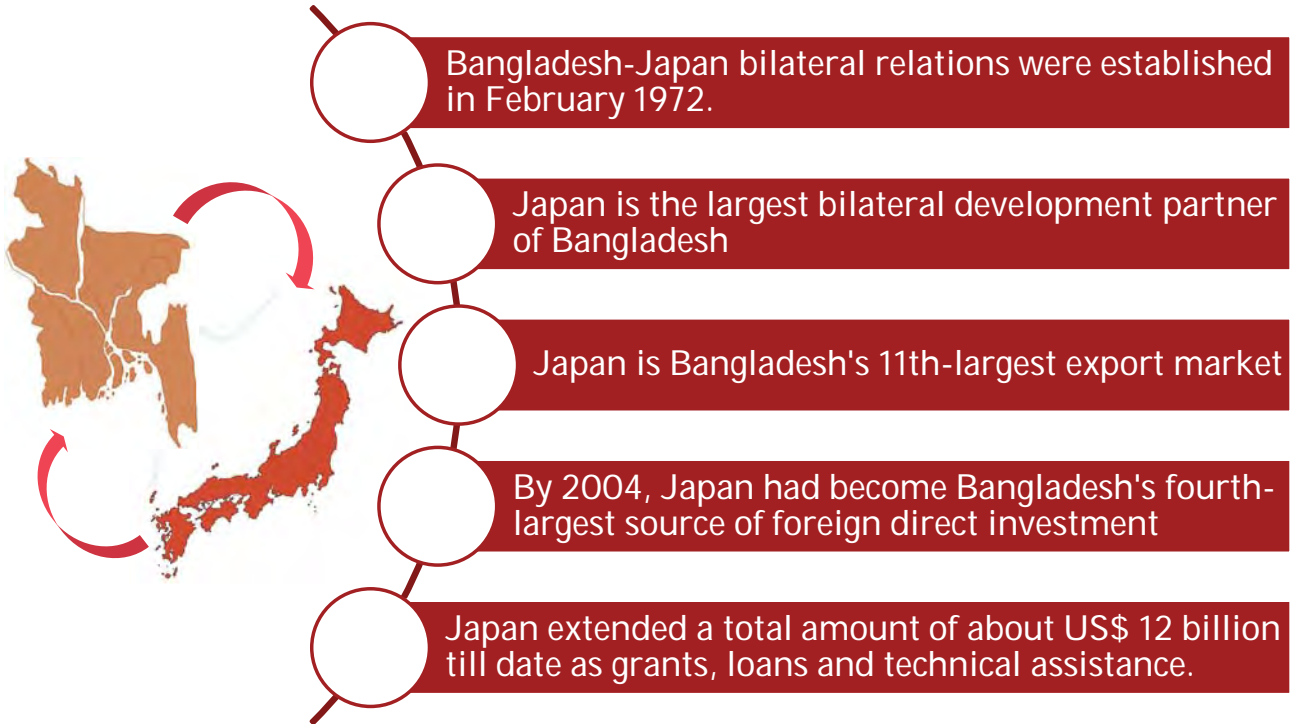 Bangladesh-Japan bilateral relations were established
in February 1972.
Japan is the largest bilateral development partner
of Bangladesh
Japan is Bangladesh's 11th-largest export market
By 2004, Japan had become Bangladesh's fourth-
largest source of foreign direct investment
Japan extended a total amount of about US$ 12 billion
till date as grants, loans and technical assistance.